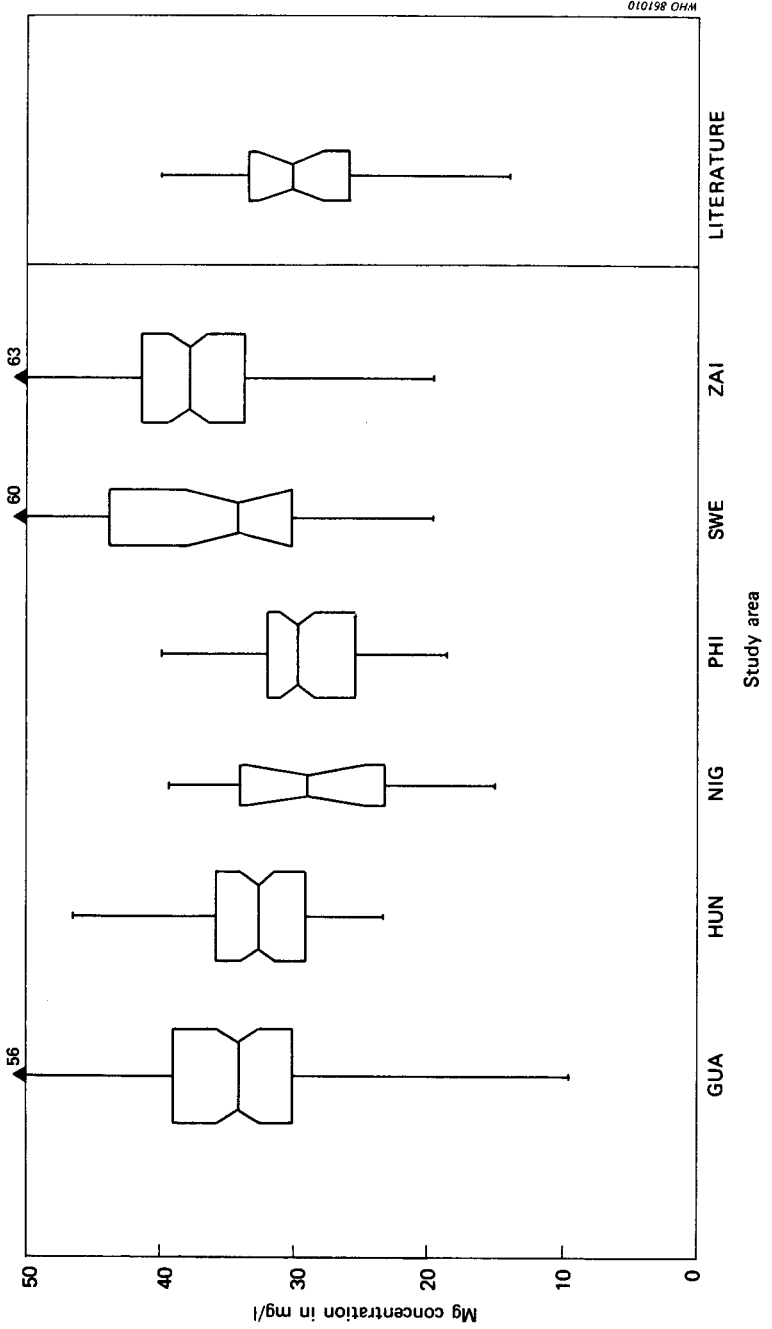 WHO 861010
56
60
63
50
40
30
20
10
0
Mg concentration in mg/l
GUA
HUN
NIG
PHI
SWE
ZAI
LITERATURE
Study area